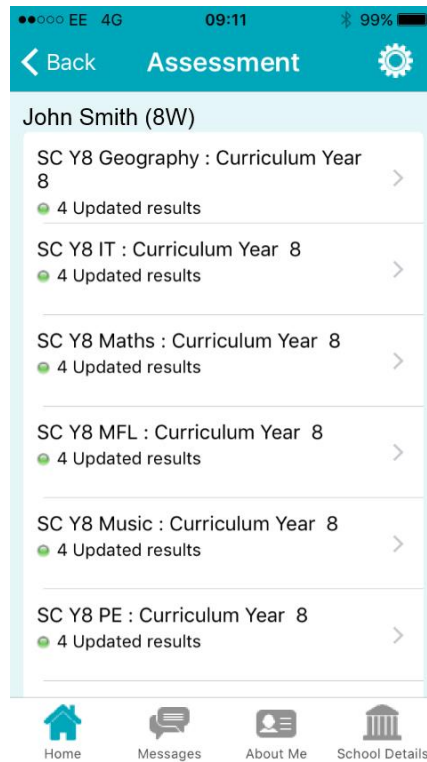 EE 4G 09:11 99%
Back Assessment
John Smith (8W)
SC Y8 Geography : Curriculum Year
8
4 Updated results
SC Y8 IT : Curriculum Year 8
4 Updated results
SC Y8 Maths : Curriculum Year 8
4 Updated results
SC Y8 MFL : Curriculum Year 8
4 Updated results
SC Y8 Music : Curriculum Year 8
4 Updated results
SC Y8 PE : Curriculum Year 8
4 Updated results
Home Messages About Me School Details